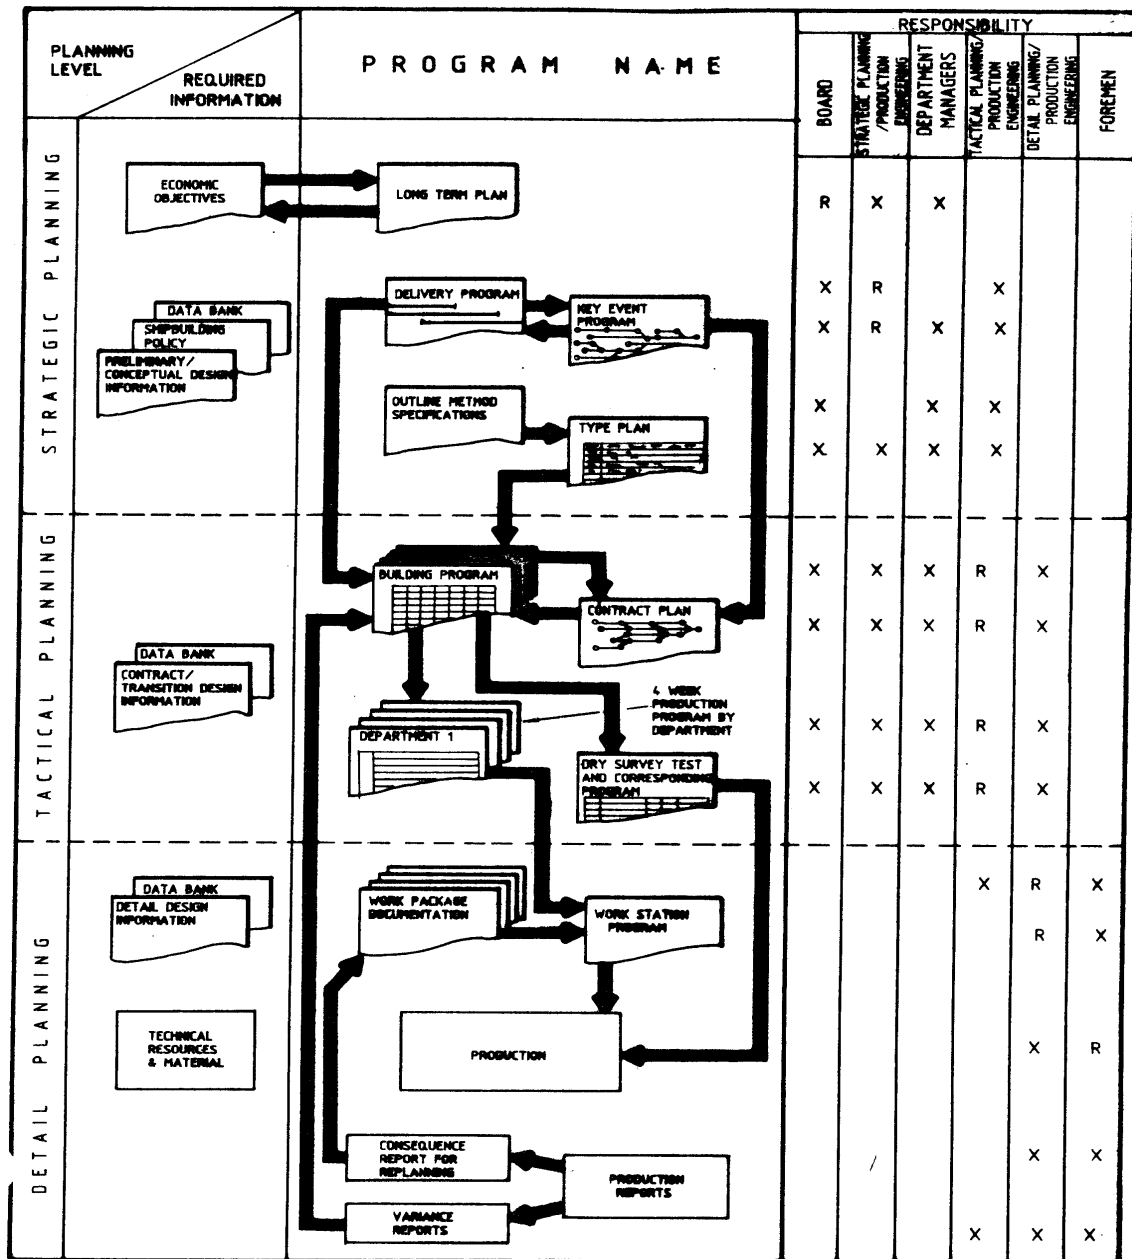 PLANNING
LEVEL
REQUIRED
INFORMATION
PROGRAM NAME
RESPONSIBILITY
BOARD
STRATEGIC PLANNING
/PRODUCTION
ENGINEERING
DEPARTMENT
MANAGERS
TACTICAL PLANNING/
PRODUCTION
ENGINEERING
DETAIL PLANNING/
PRODUCTION
ENGINEERING
FOREMEN
STRATEGIC PLANNING
ECONOMIC
OBJECTIVES
LONG TERM PLAN
R X X
DELIVERY PROGRAM
X R X
DATA BANK
SHIPBUILDING
POLICY
PRELIMINARY/
CONCEPTUAL DESIGN
INFORMATION
KEY EVENT
PROGRAM
X R X X
OUTLINE METHOD
SPECIFICATIONS
X X X
TYPE PLAN
X X X X
TACTICAL PLANNING
BUILDING PROGRAM
X X X R X
CONTRACT PLAN
X X X R X
DATA BANK
CONTRACT/
TRANSITION DESIGN
INFORMATION
4 WEEK
PRODUCTION
PROGRAM BY
DEPARTMENT
DEPARTMENT 1
X X X R X
DRY SURVEY TEST
AND CORRESPONDING
PROGRAM
X X X R X
DETAIL PLANNING
DATA BANK
DETAIL DESIGN
INFORMATION
WORK PACKAGE
DOCUMENTATION
X R X
WORK STATION
PROGRAM
R X
TECHNICAL
RESOURCES
& MATERIAL
PRODUCTION
X R
CONSEQUENCE
REPORT FOR
REPLANNING
X X
PRODUCTION
REPORTS
VARIANCE
REPORTS
X X X